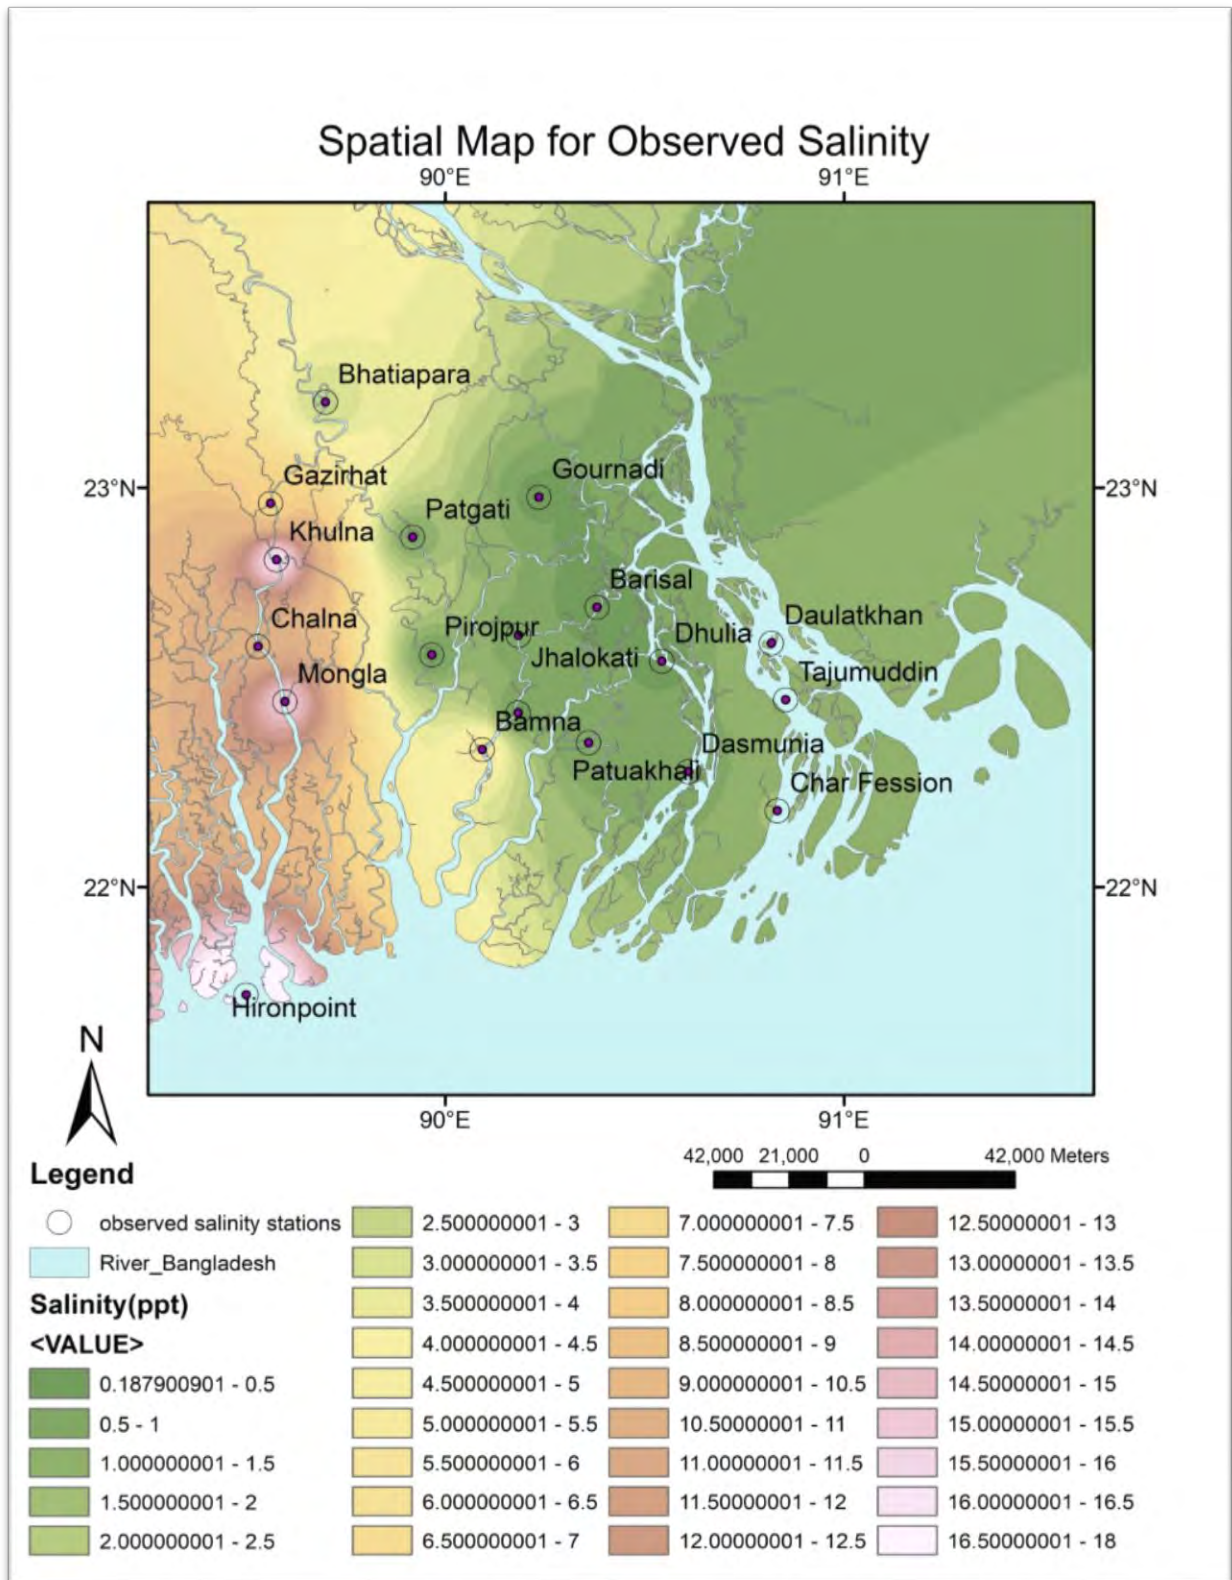 Spatial Map for Observed Salinity
90°E 91°E
Bhatiapara
Gazirhat
Gournadi
23°N 23°N
Patgati
Khulna
Barisal
Chalna
Pirojpur
Dhulia
Daulatkhan
Jhalokati
Mongla
Tajumuddin
Bamna
Dasmunia
Patuakhali
Char Fession
22°N 22°N
Hironpoint
N
90°E 91°E
42,000 21,000 0 42,000 Meters
Legend
observed salinity stations
River_Bangladesh
Salinity(ppt)
<VALUE>
0.187900901 - 0.5
0.5 - 1
1.000000001 - 1.5
1.500000001 - 2
2.000000001 - 2.5
2.500000001 - 3
3.000000001 - 3.5
3.500000001 - 4
4.000000001 - 4.5
4.500000001 - 5
5.000000001 - 5.5
5.500000001 - 6
6.000000001 - 6.5
6.500000001 - 7
7.000000001 - 7.5
7.500000001 - 8
8.000000001 - 8.5
8.500000001 - 9
9.000000001 - 10.5
10.50000001 - 11
11.00000001 - 11.5
11.50000001 - 12
12.00000001 - 12.5
12.50000001 - 13
13.00000001 - 13.5
13.50000001 - 14
14.00000001 - 14.5
14.50000001 - 15
15.00000001 - 15.5
15.50000001 - 16
16.00000001 - 16.5
16.50000001 - 18